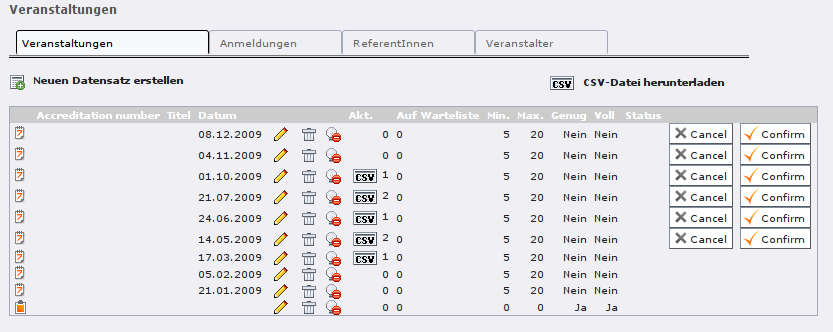 Veranstaltungen
Veranstaltungen Anmeldungen ReferentInnen Veranstalter
Neuen Datensatz erstellen CSV CSV-Datei herunterladen
Accreditation number Titel Datum Akt. Auf Warteliste Min. Max. Genug Voll Status
08.12.2009 0 0 5 20 Nein Nein Cancel Confirm
04.11.2009 0 0 5 20 Nein Nein Cancel Confirm
01.10.2009 CSV 1 0 5 20 Nein Nein Cancel Confirm
21.07.2009 CSV 2 0 5 20 Nein Nein Cancel Confirm
24.06.2009 CSV 1 0 5 20 Nein Nein Cancel Confirm
14.05.2009 CSV 2 0 5 20 Nein Nein Cancel Confirm
17.03.2009 CSV 1 0 5 20 Nein Nein
05.02.2009 0 0 5 20 Nein Nein
21.01.2009 0 0 5 20 Nein Nein
0 0 0 0 Ja Ja